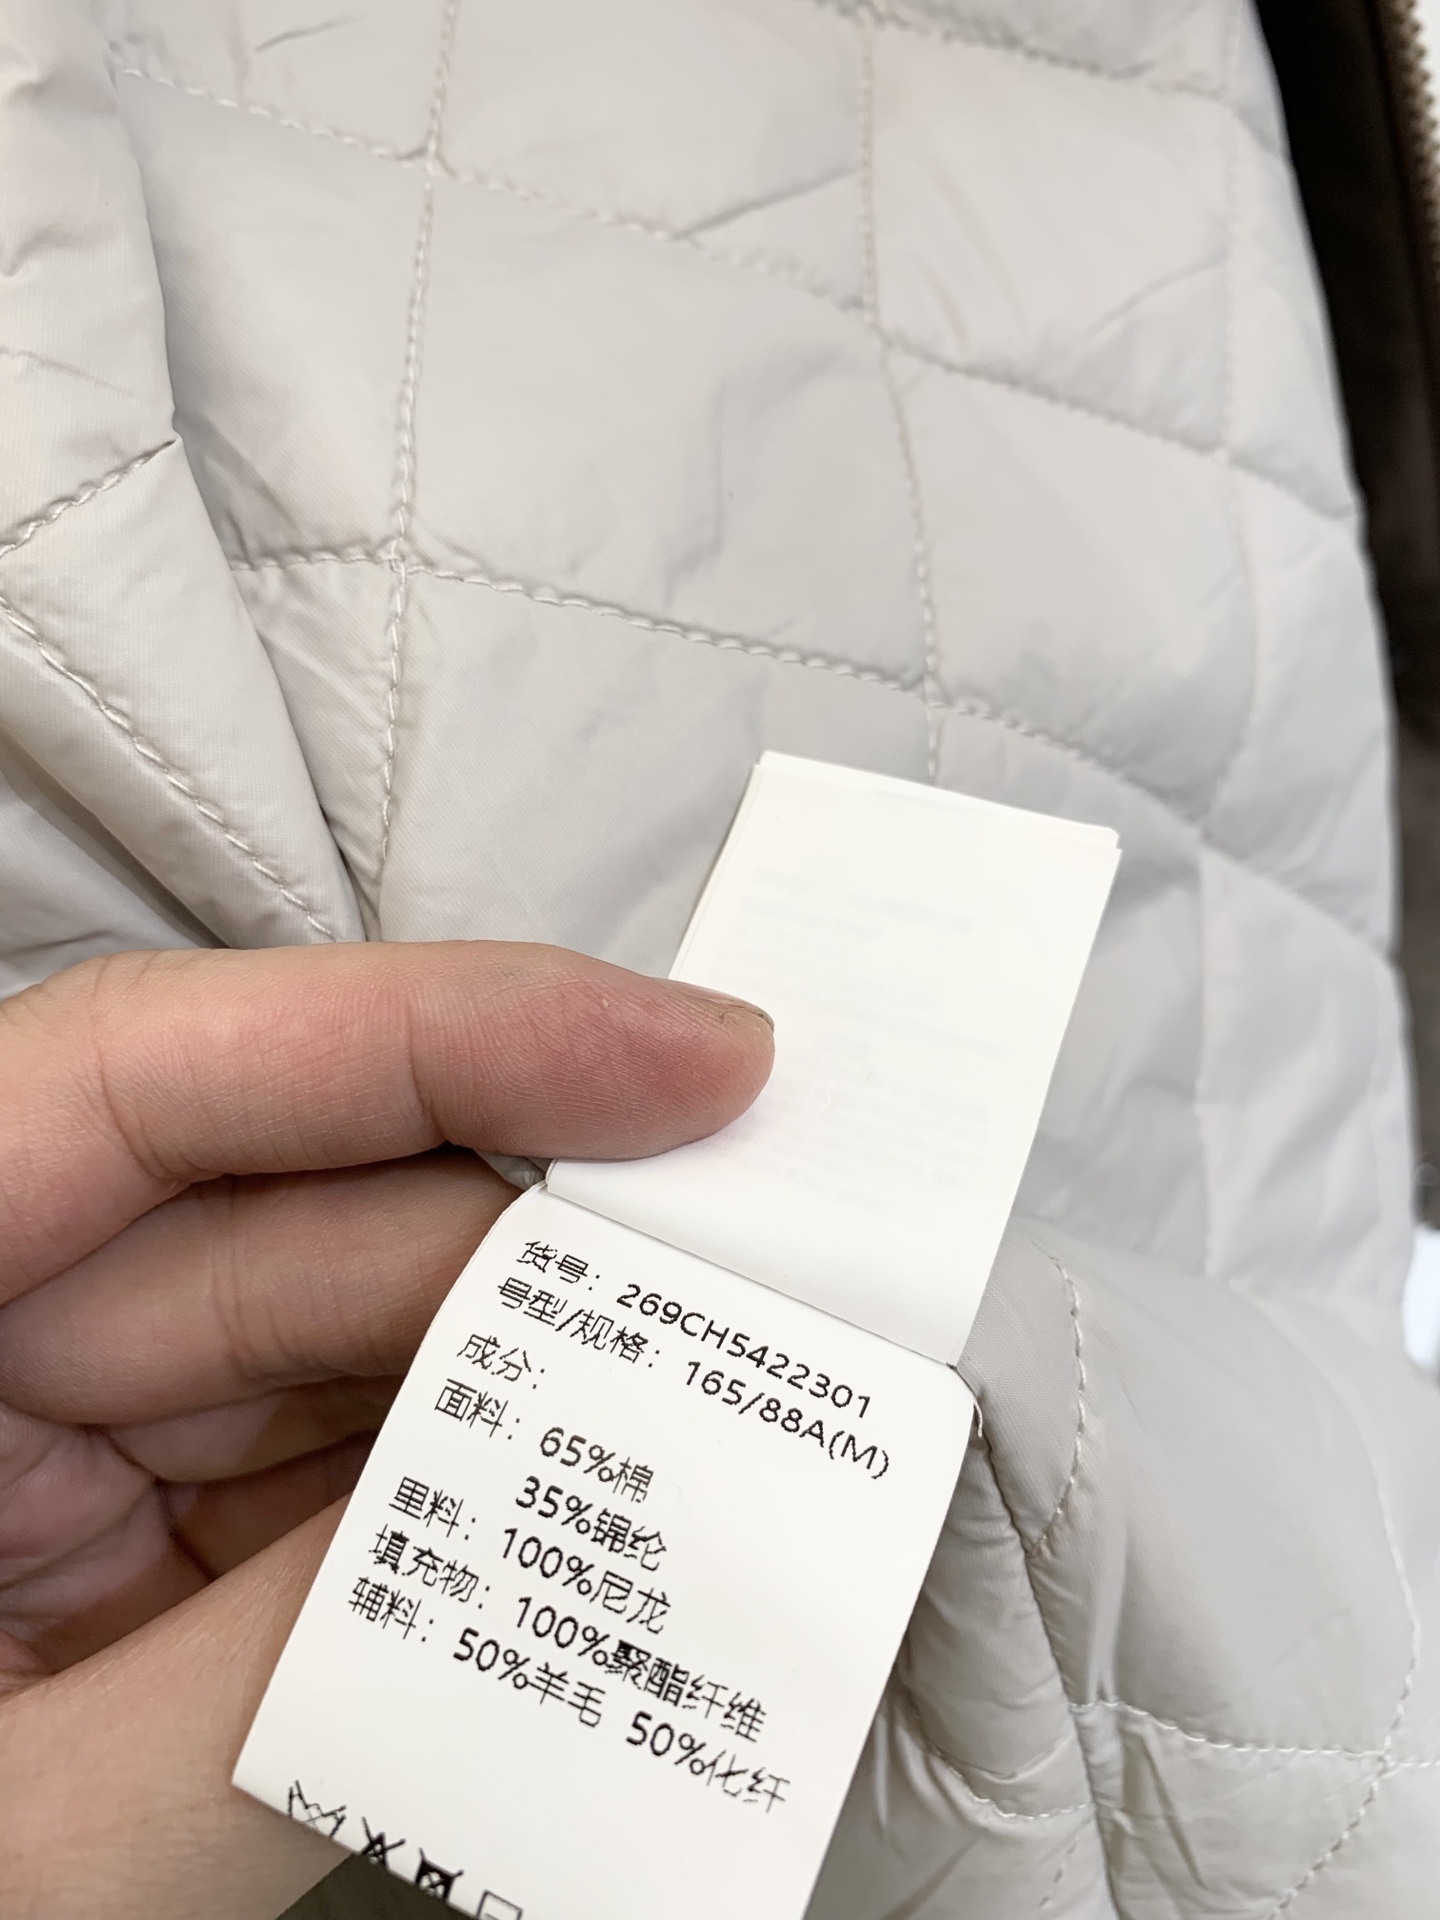 货号：269CH5422301
号型/规格：165/88A(M)
成分：
面料：65%棉
35%锦纶
里料：100%尼龙
填充物：100%聚酯纤维
辅料：50%羊毛 50%化纤